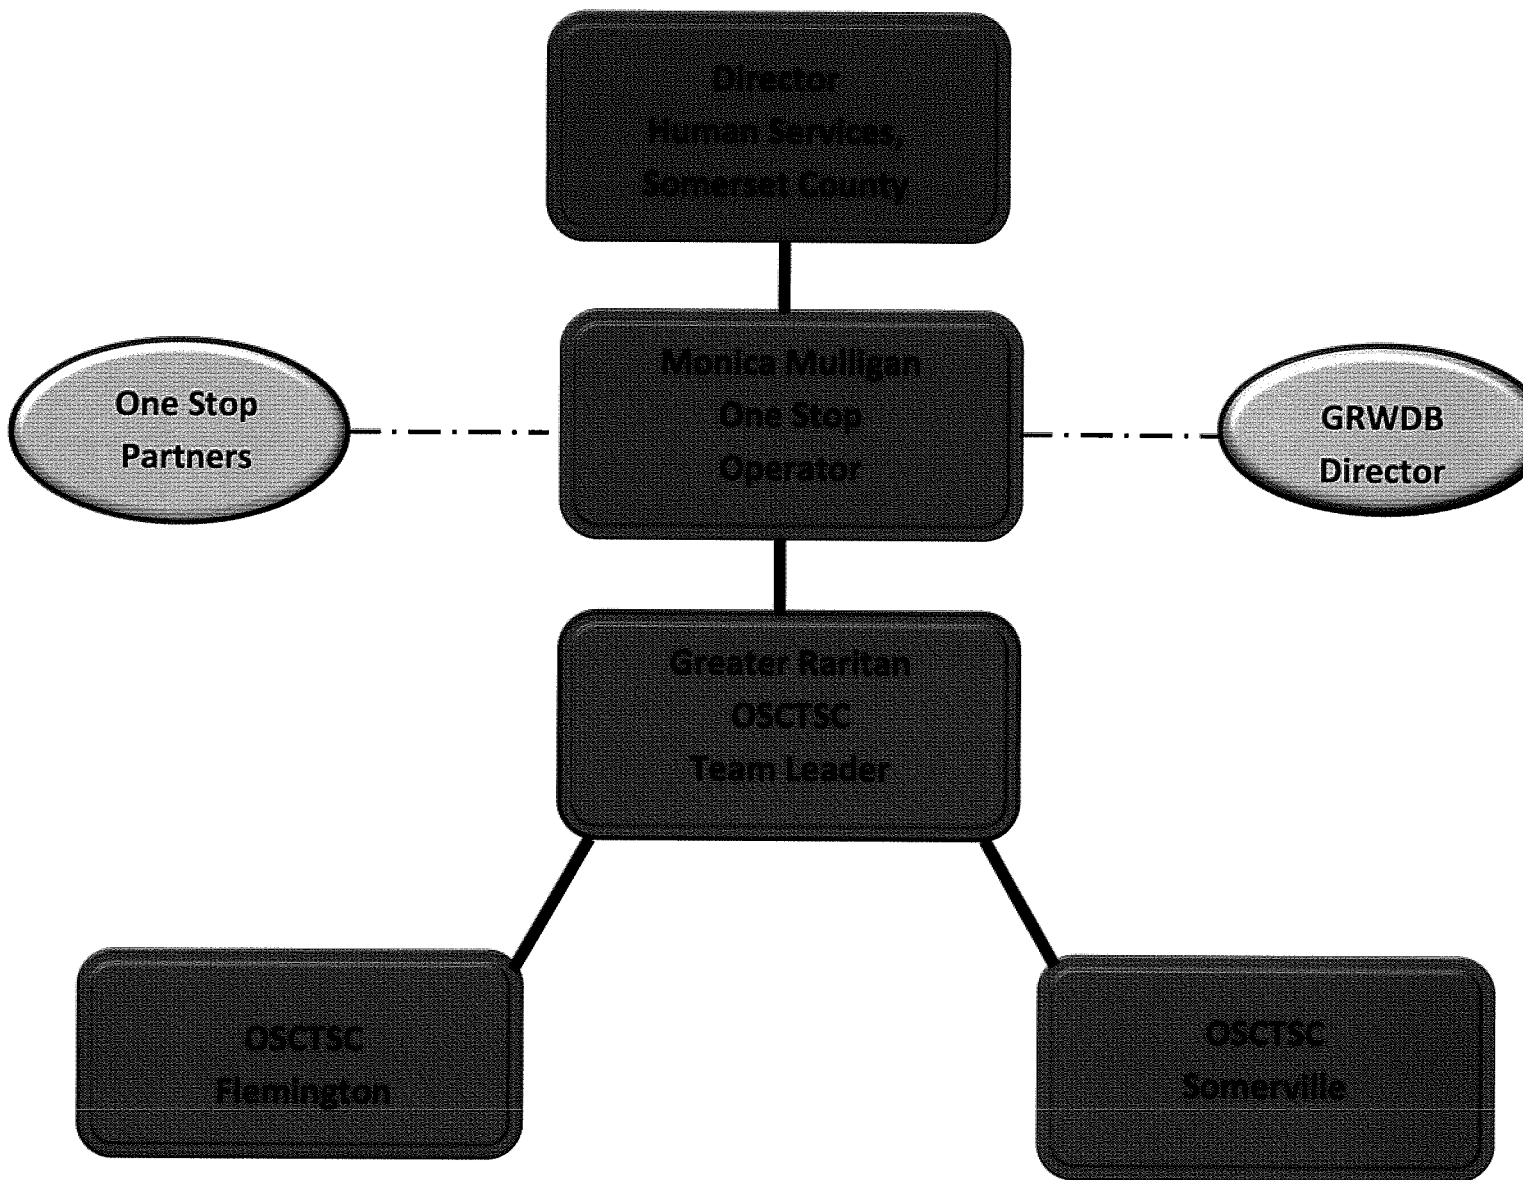 Director
Human Services,
Somerset County
Monica Mulligan
One Stop
Operator
One Stop
Partners
GRWDB
Director
Greater Raritan
OSCTSC
Team Leader
OSCTSC
Flemington
OSCTSC
Somerville